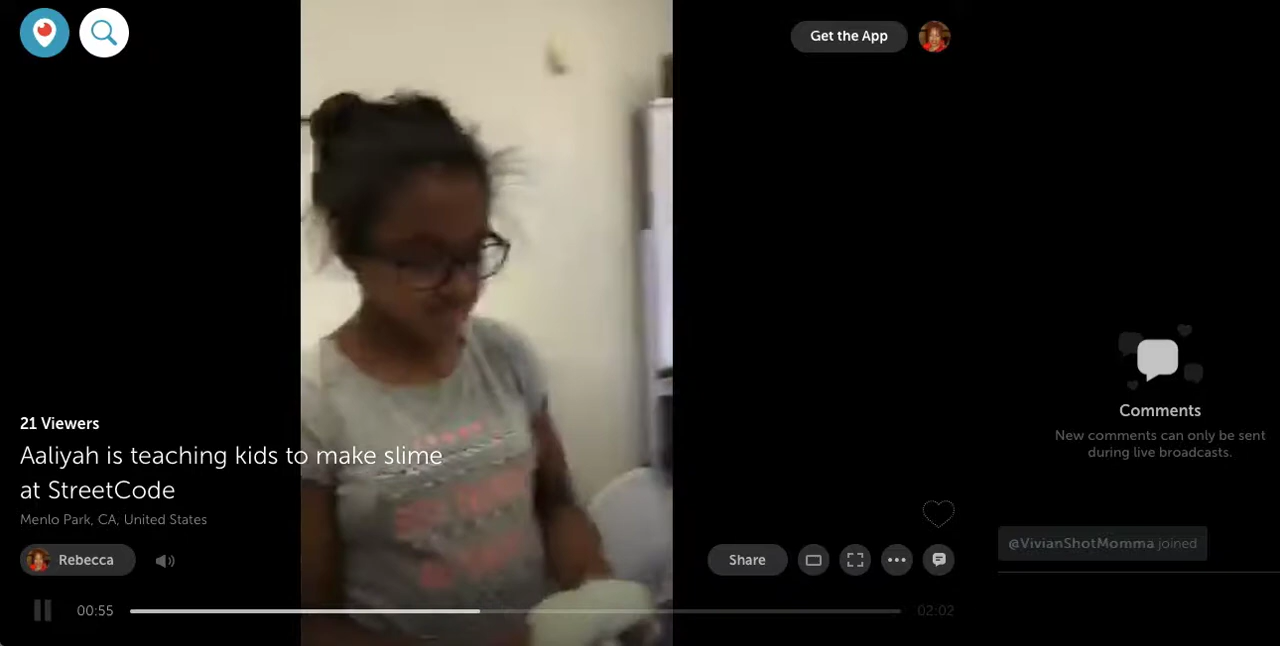 Get the App
21 Viewers
Aaliyah is teaching kids to make slime
at StreetCode
Menlo Park, CA, United States
Rebecca
Share
00:55
02:02
Comments
New comments can only be sent
during live broadcasts.
@VivianShotMomma joined